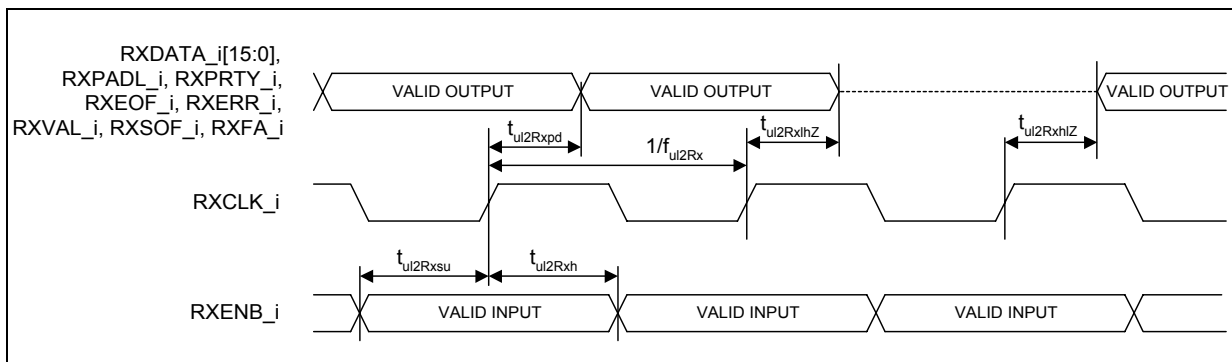 RXDATA_i[15:0],
RXPADL_i, RXPRTY_i,
RXEOF_i, RXERR_i,
RXVAL_i, RXSOF_i, RXFA_i
VALID OUTPUT
VALID OUTPUT
VALID OUTPUT
tul2Rxpd
1/ful2Rx
tul2RxlhZ
tul2RxhlZ
RXCLK_i
tul2Rxsu
tul2Rxh
RXENB_i
VALID INPUT
VALID INPUT
VALID INPUT